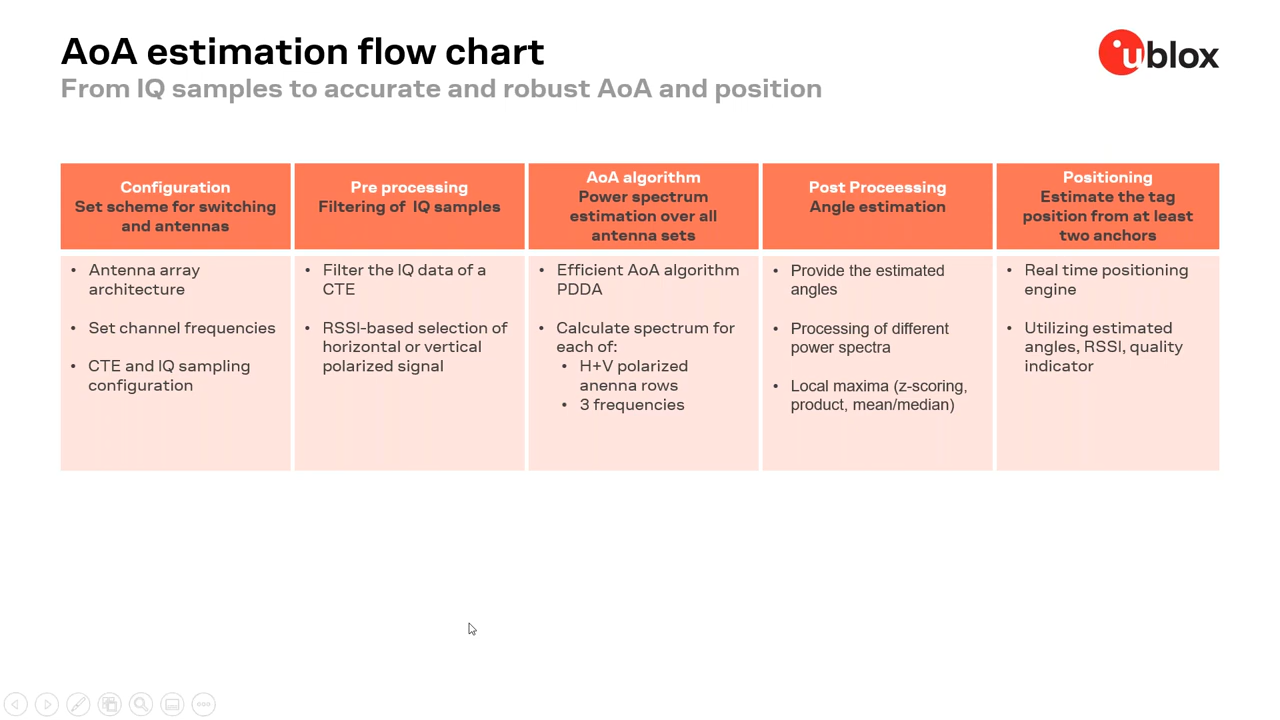 AoA estimation flow chart
From IQ samples to accurate and robust AoA and position
ublox
Configuration
Set scheme for switching
and antennas
• Antenna array
architecture
• Set channel frequencies
• CTE and IQ sampling
configuration
Pre processing
Filtering of IQ samples
• Filter the IQ data of a
CTE
• RSSI-based selection of
horizontal or vertical
polarized signal
AoA algorithm
Power spectrum
estimation over all
antenna sets
• Efficient AoA algorithm
PDDA
• Calculate spectrum for
each of:
• H+V polarized
anenna rows
• 3 frequencies
Post Proceessing
Angle estimation
• Provide the estimated
angles
• Processing of different
power spectra
• Local maxima (z-scoring,
product, mean/median)
Positioning
Estimate the tag
position from at least
two anchors
• Real time positioning
engine
• Utilizing estimated
angles, RSSI, quality
indicator